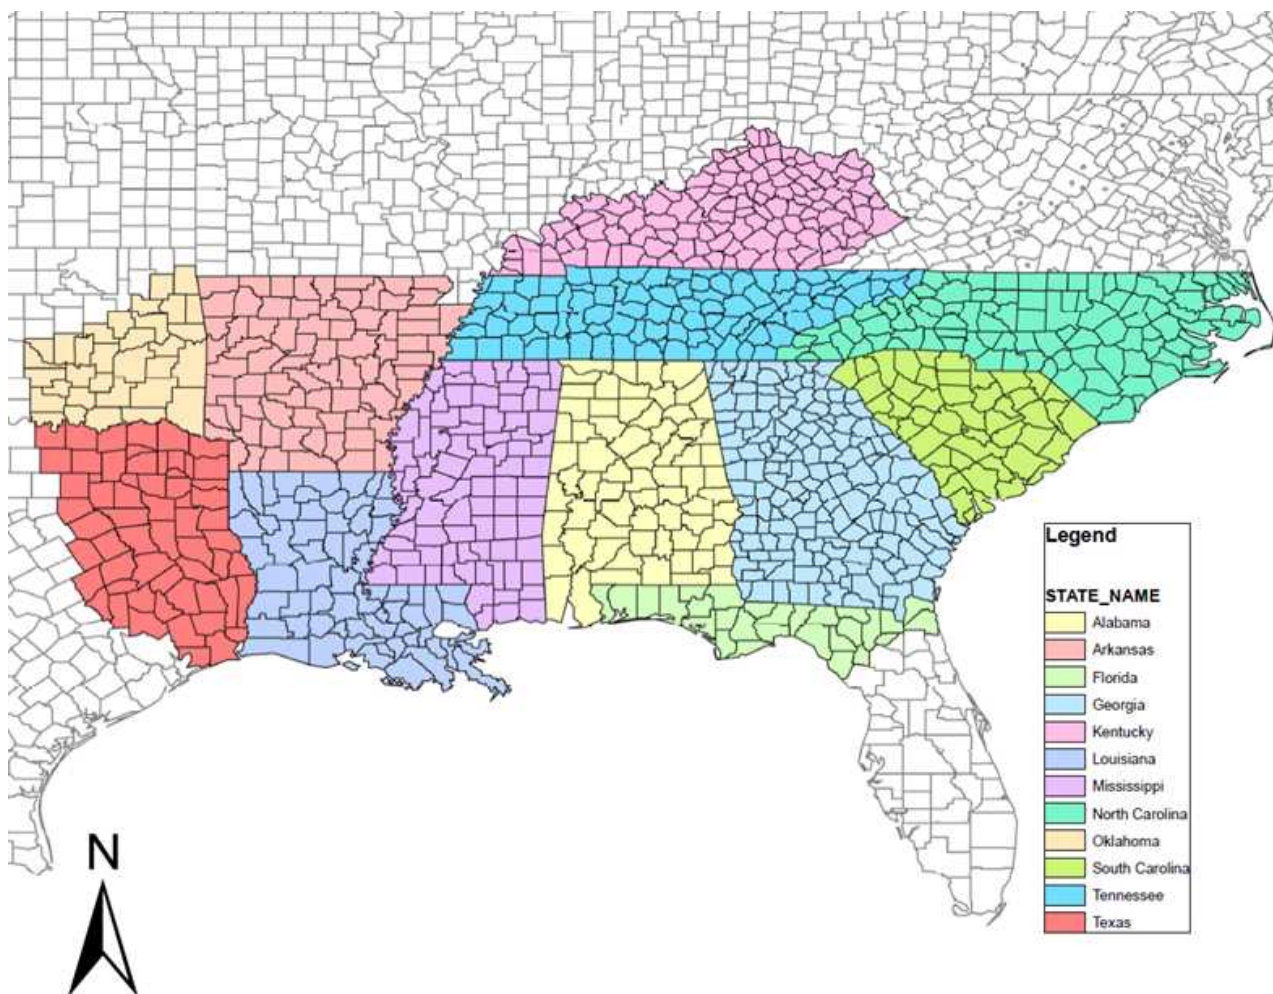 Legend
STATE_NAME
Alabama
Arkansas
Florida
Georgia
Kentucky
Louisiana
Mississippi
North Carolina
Oklahoma
South Carolina
Tennessee
Texas
N